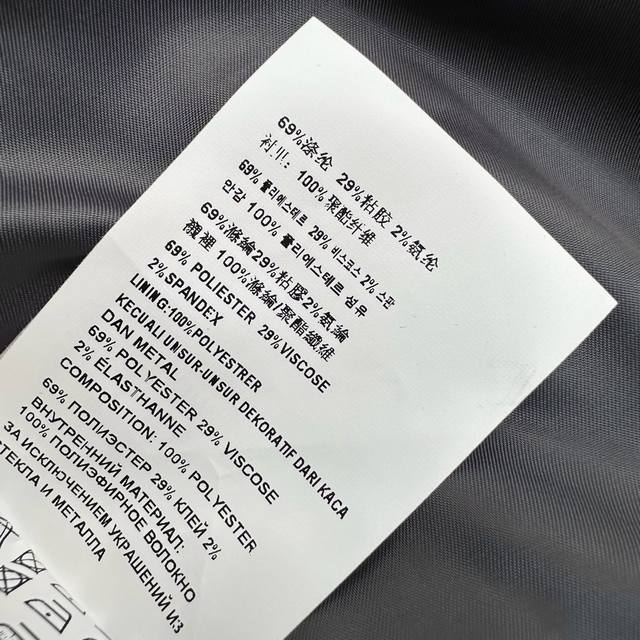 69%涤纶 29%粘胶 2%氨纶
衬里：100%聚酯纤维
69% 폴리에스테르 29% 비스코스 2% 스판
안감 100% 폴리에스테르 섬유
69%滌綸29%粘膠2%氨綸
襯裡 100%滌綸/聚酯纖維
69% POLIESTER 29% VISCOSE
2% SPANDEX
LINING:100%POLYESTRER
KECUALI UNSUR-UNSUR DEKORATIF DARI KACA
DAN METAL
69% POLYESTER 29% VISCOSE
2% ÉLASTHANNE
COMPOSITION: 100% POLYESTER
69% ПОЛИЭСТЕР 29% КЛЕЙ 2%
ВНУТРЕННИЙ МАТЕРИАЛ:
100% ПОЛИЭФИРНОЕ ВОЛОКНО
ЗА ИСКЛЮЧЕНИЕМ УКРАШЕНИЙ ИЗ
СТЕКЛА И МЕТАЛЛА